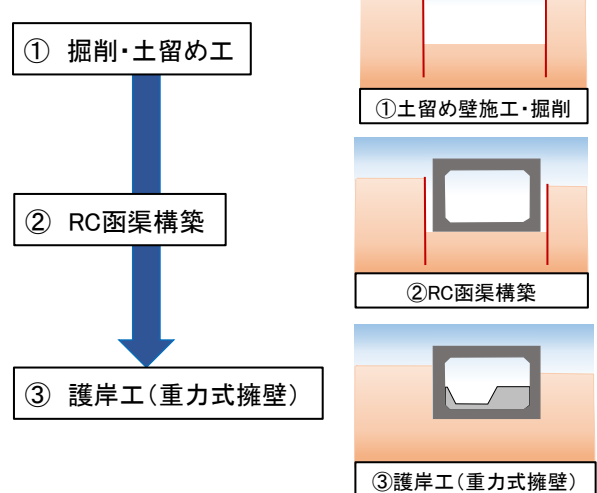 ① 掘削・土留め工
①土留め壁施工・掘削
② RC函渠構築
②RC函渠構築
③ 護岸工(重力式擁壁)
③護岸工(重力式擁壁)